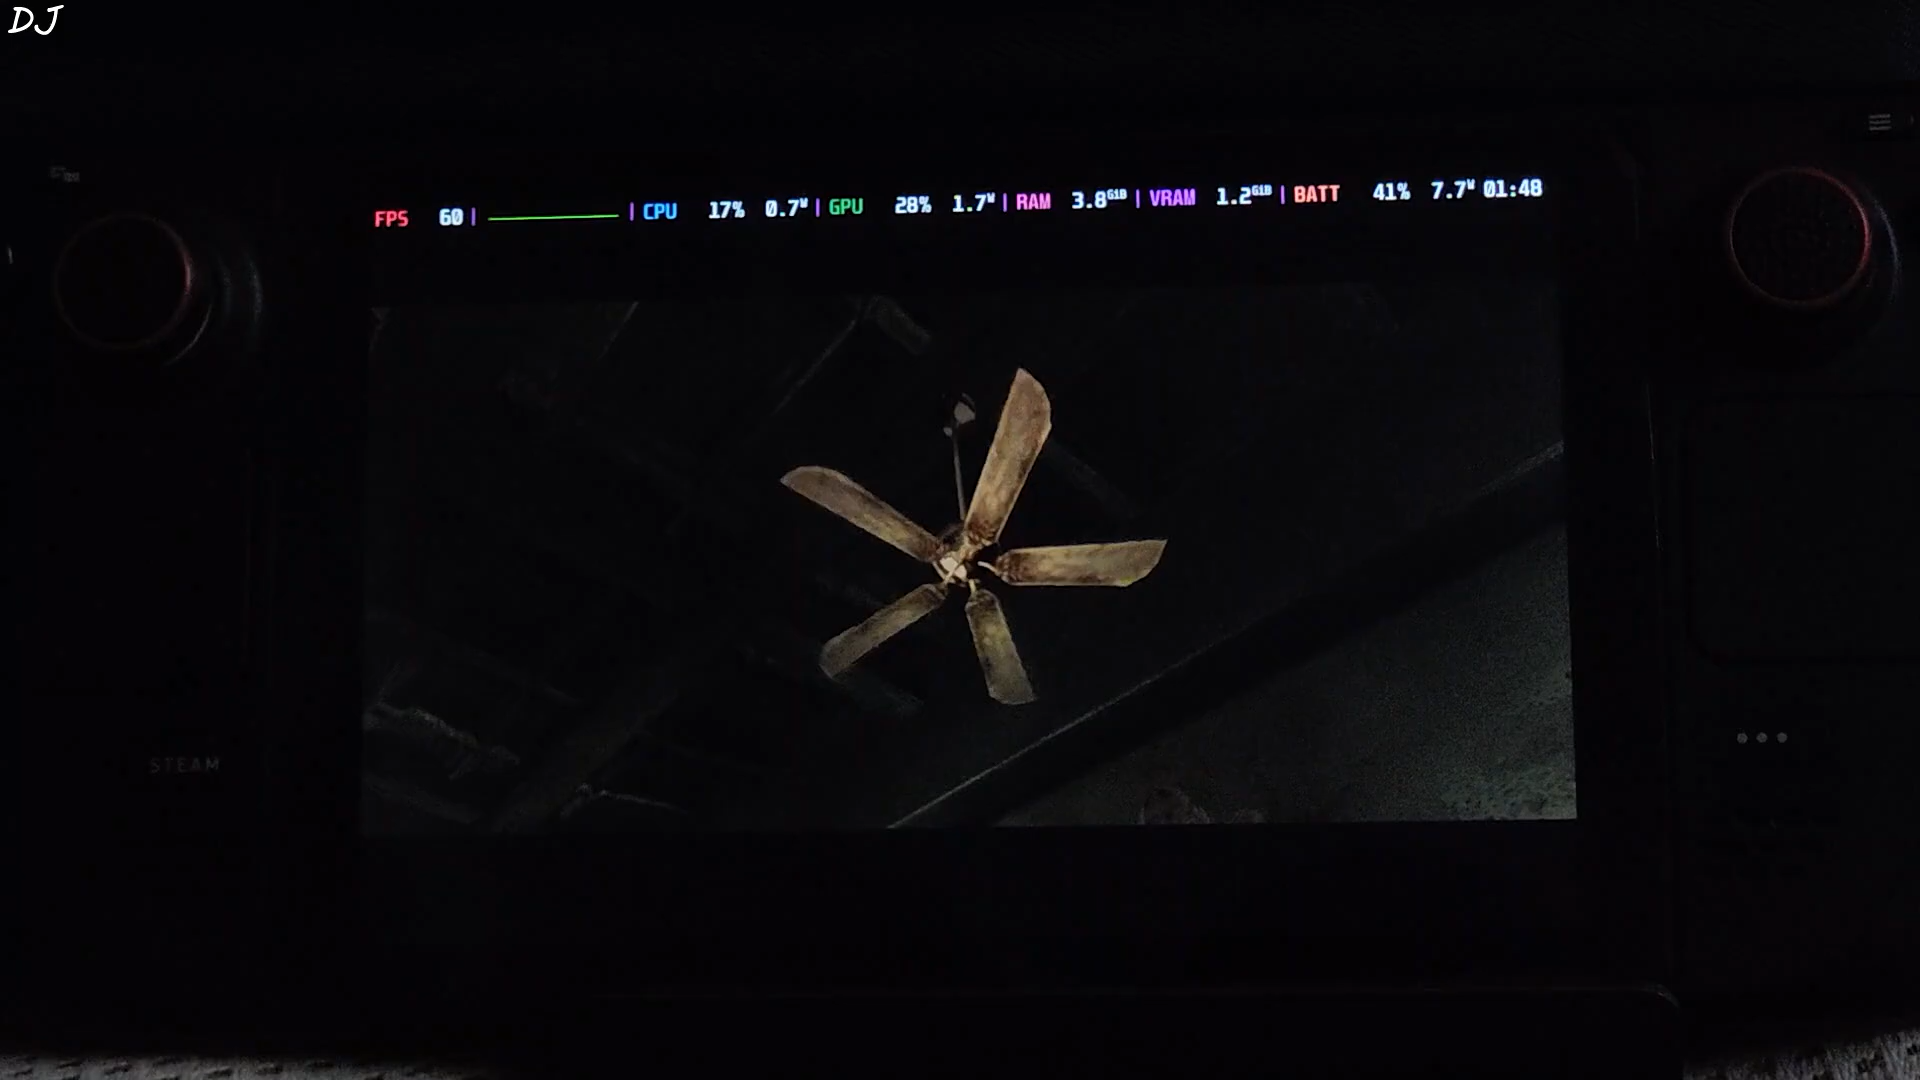 DJ
FPS 60 | | CPU 17% 0.7W | GPU 28% 1.7W | RAM 3.8GiB | VRAM 1.2GiB | BATT 41% 7.7W 01:48
STEAM